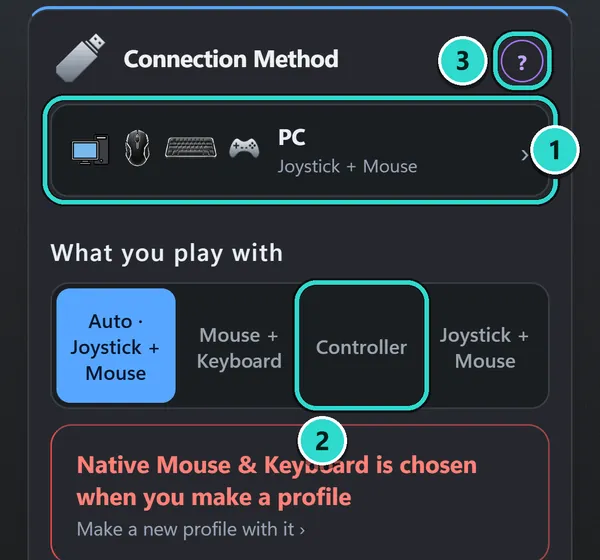 Connection Method
3
?
PC
Joystick + Mouse
›
1
What you play with
Auto ·
Joystick +
Mouse
Mouse +
Keyboard
Controller
Joystick +
Mouse
2
Native Mouse & Keyboard is chosen
when you make a profile
Make a new profile with it ›